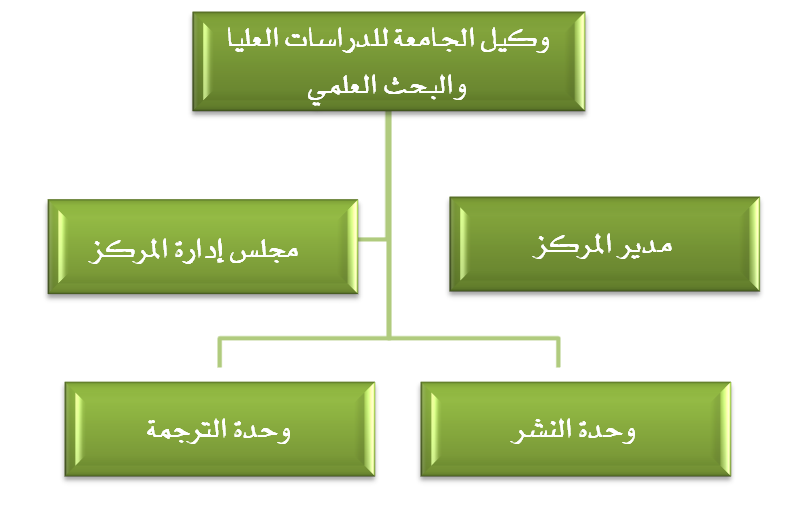 وكيل الجامعة للدراسات العليا
والبحث العلمي
مدير المركز
مجلس إدارة المركز
وحدة النشر
وحدة الترجمة